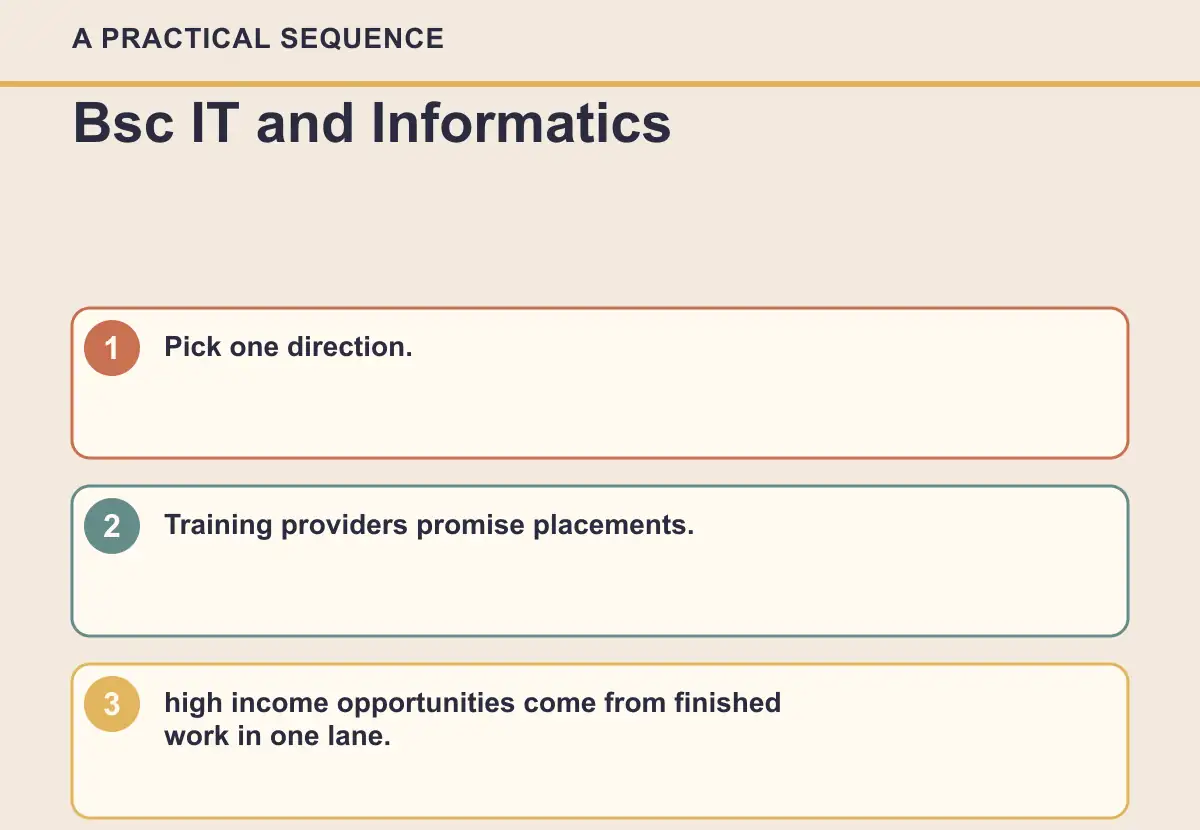 A PRACTICAL SEQUENCE
Bsc IT and Informatics
1
Pick one direction.
2
Training providers promise placements.
3
high income opportunities come from finished
work in one lane.